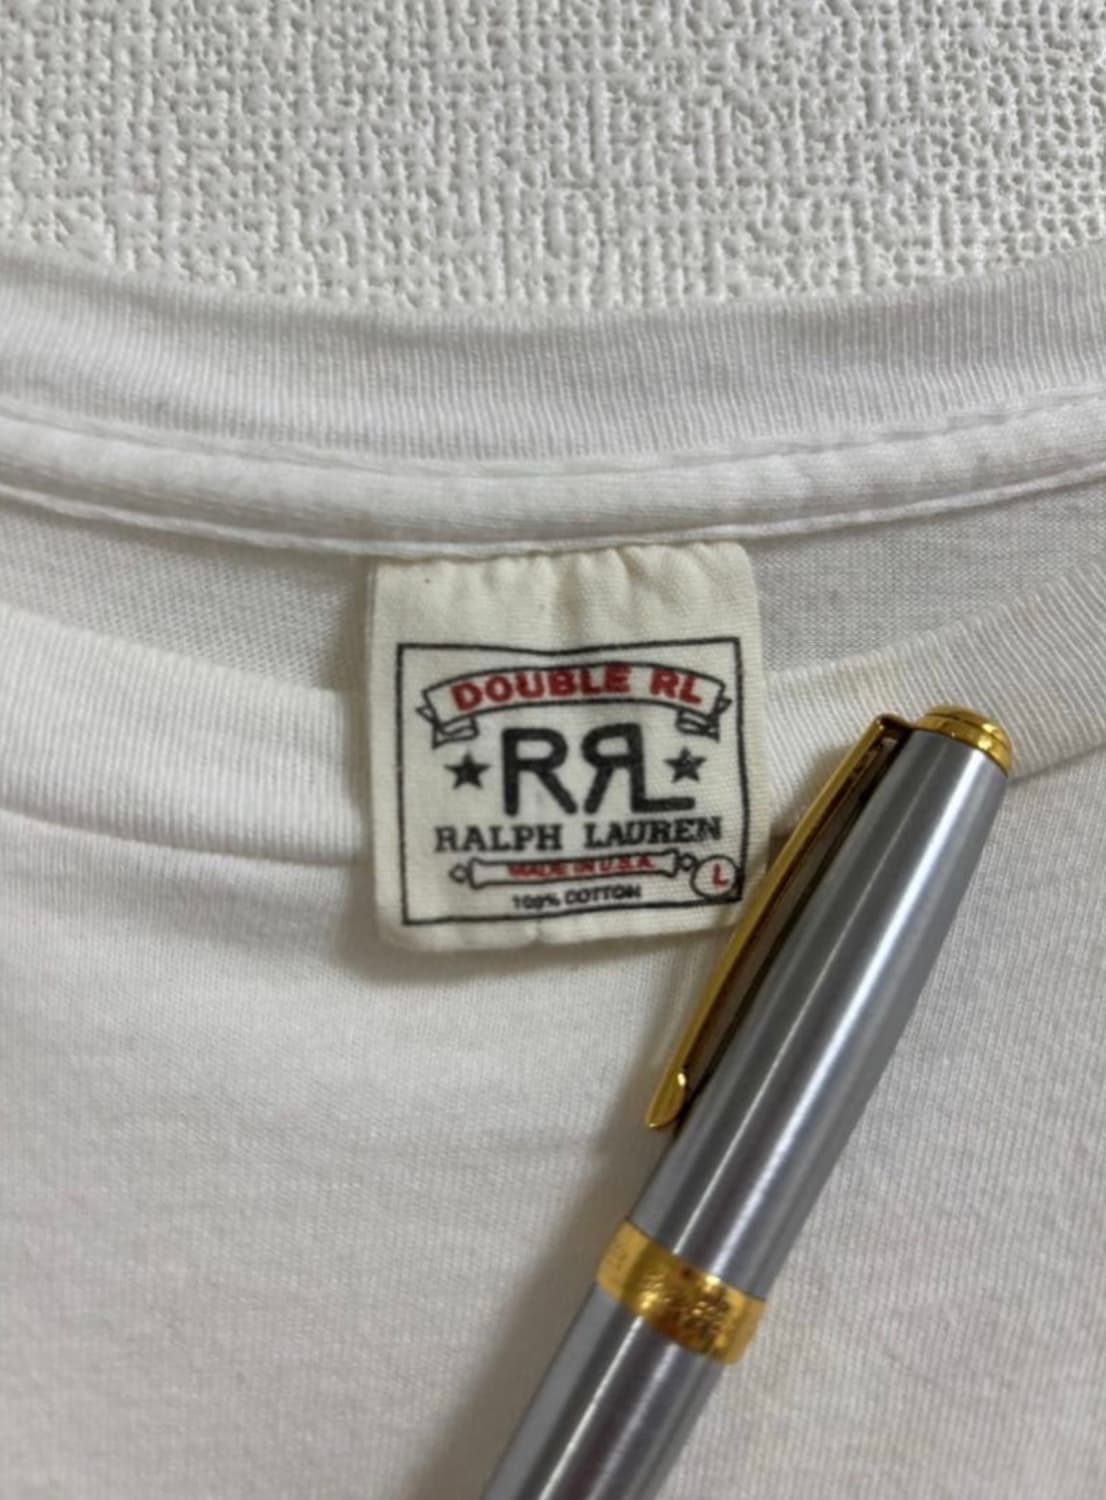 DOUBLE RL
RRL
RALPH LAUREN
MADE IN U.S.A.
L
100% COTTON